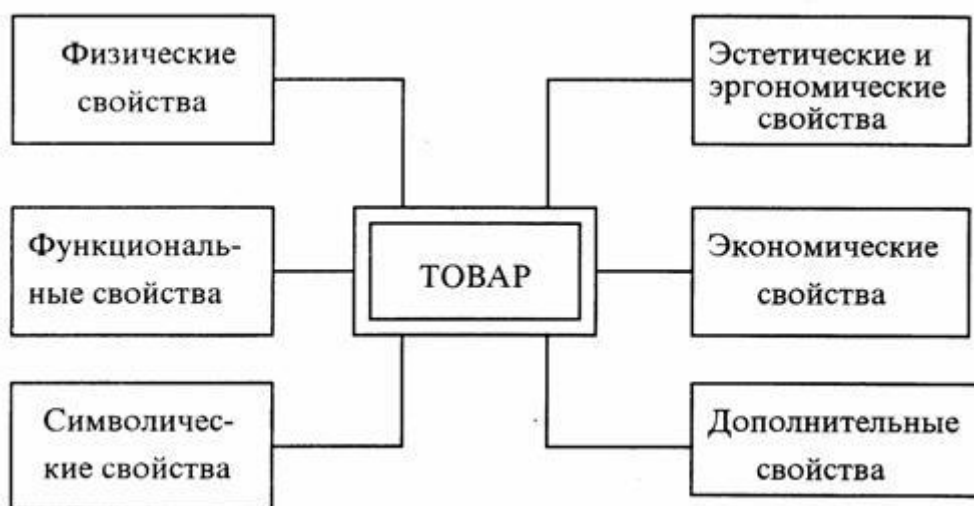 Физические
свойства
Функциональ-
ные свойства
Символичес-
кие свойства
ТОВАР
Эстетические и
эргономические
свойства
Экономические
свойства
Дополнительные
свойства